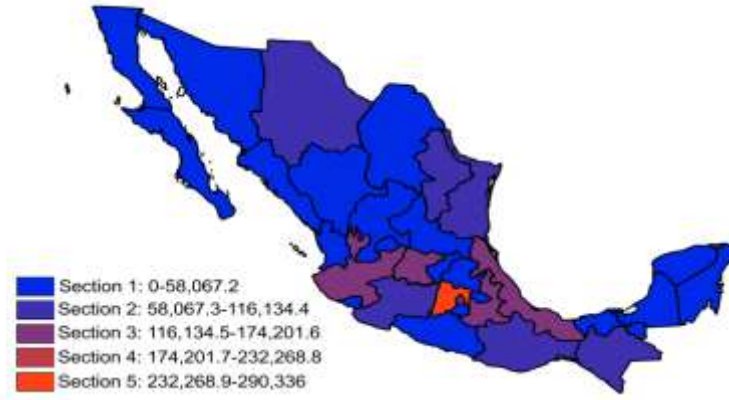 Section 1: 0-58,067.2
Section 2: 58,067.3-116,134.4
Section 3: 116,134.5-174,201.6
Section 4: 174,201.7-232,268.8
Section 5: 232,268.9-290,336